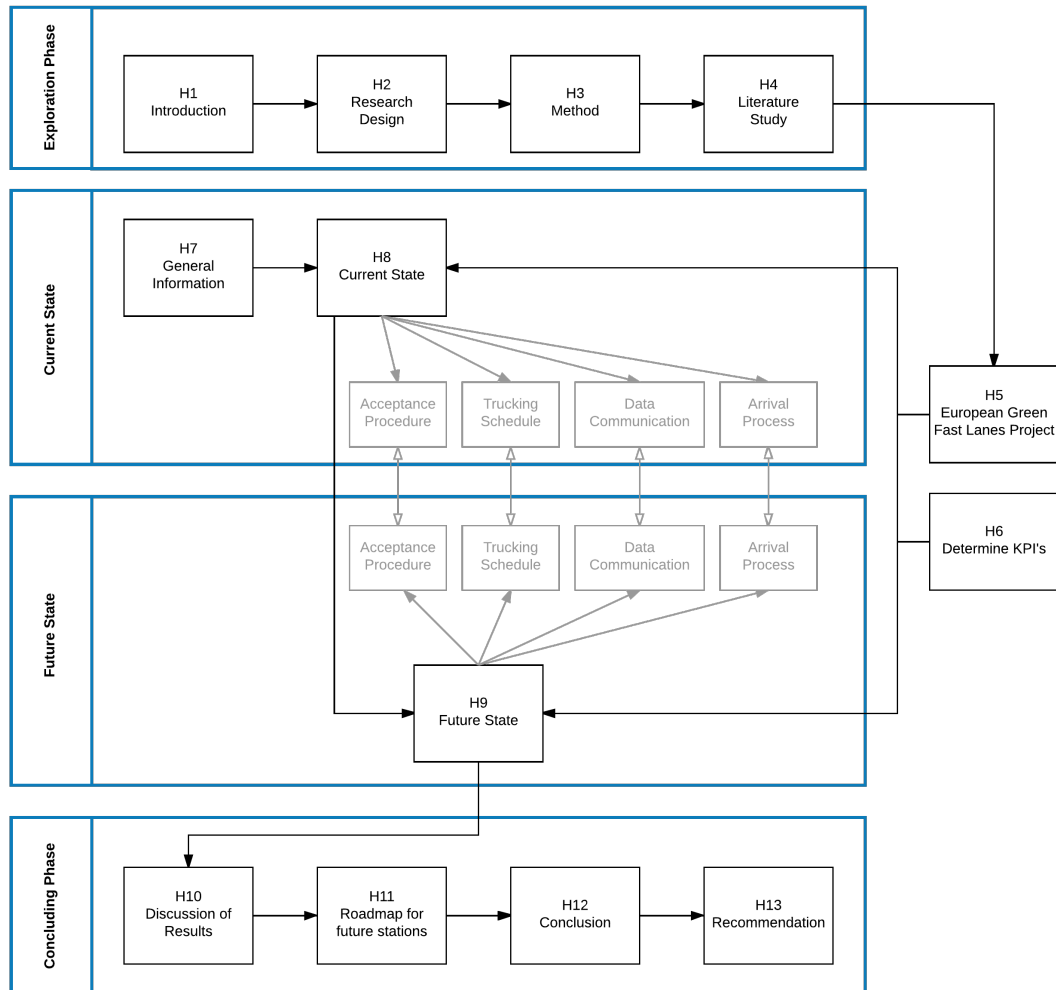 Exploration Phase
H1
Introduction
H2
Research
Design
H3
Method
H4
Literature
Study
Current State
H7
General
Information
H8
Current State
Acceptance
Procedure
Trucking
Schedule
Data
Communication
Arrival
Process
H5
European Green
Fast Lanes Project
H6
Determine KPI's
Future State
Acceptance
Procedure
Trucking
Schedule
Data
Communication
Arrival
Process
H9
Future State
Concluding Phase
H10
Discussion of
Results
H11
Roadmap for
future stations
H12
Conclusion
H13
Recommendation